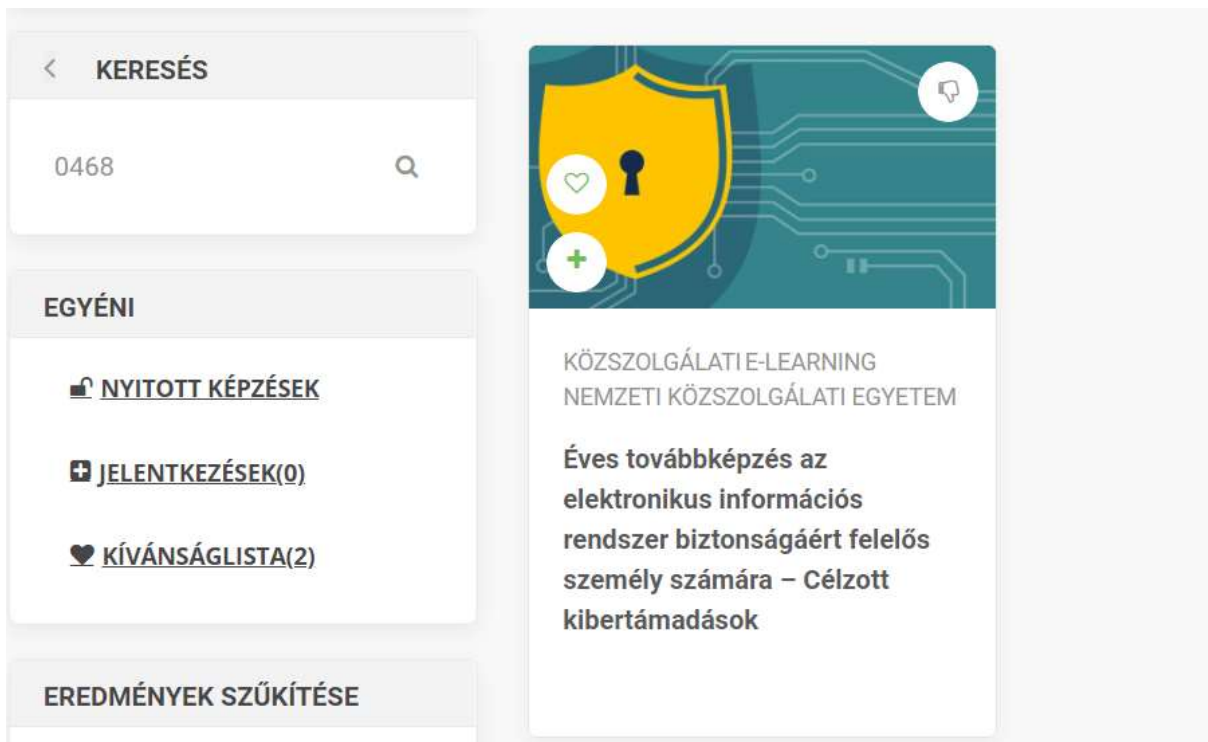 KERESÉS
0468
EGYÉNI
NYITOTT KÉPZÉSEK
JELENTKEZÉSEK(0)
KÍVÁNSÁGLISTA(2)
EREDMÉNYEK SZŰKÍTÉSE
KÖZSZOLGÁLATI E-LEARNING
NEMZETI KÖZSZOLGÁLATI EGYETEM
Éves továbbképzés az
elektronikus információs
rendszer biztonságáért felelős
személy számára – Célzott
kibertámadások